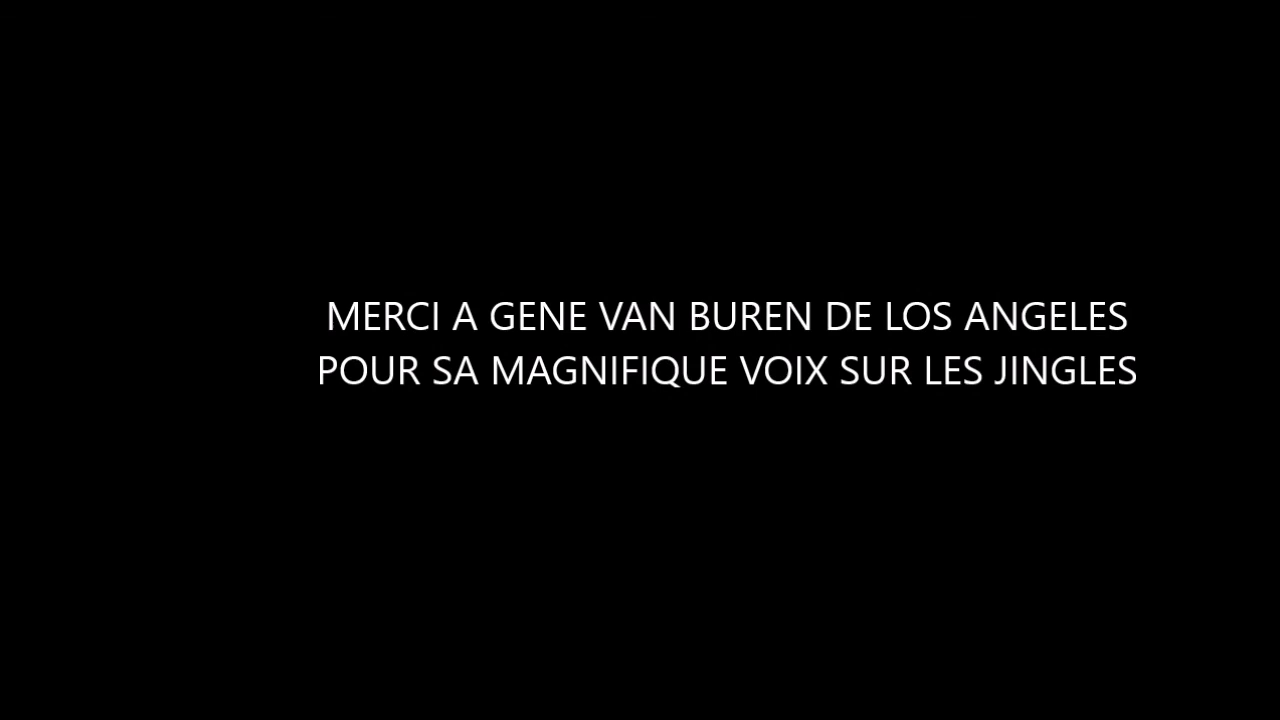 MERCI A GENE VAN BUREN DE LOS ANGELES
POUR SA MAGNIFIQUE VOIX SUR LES JINGLES